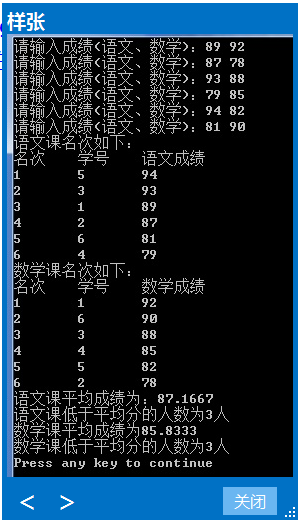 样张
请输入成绩(语文、数学): 89 92
请输入成绩(语文、数学): 87 78
请输入成绩(语文、数学): 93 88
请输入成绩(语文、数学): 79 85
请输入成绩(语文、数学): 94 82
请输入成绩(语文、数学): 81 90
语文课名次如下:
名次 学号 语文成绩
1 5 94
2 3 93
3 1 89
4 2 87
5 6 81
6 4 79
数学课名次如下:
名次 学号 数学成绩
1 1 92
2 6 90
3 3 88
4 4 85
5 5 82
6 2 78
语文课平均成绩为: 87.1667
语文课低于平均分的人数为3人
数学课平均成绩为85.8333
数学课低于平均分的人数为3人
Press any key to continue
< > 关闭